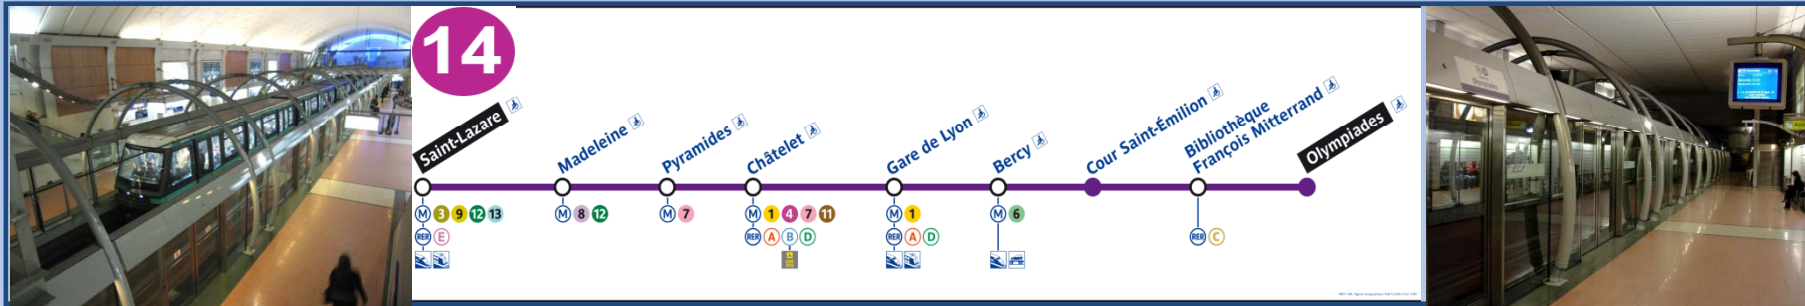 14
Saint-Lazare
Madeleine
Pyramides
Châtelet
Gare de Lyon
Bercy
Cour Saint-Émilion
Bibliothèque
François Mitterrand
Olympiades
M 3 9 12 13
M 8 12
M 7
M 1 4 7 11
M 1
M 6
RER E
RER A B D
RER A D
RER C
Olympiades